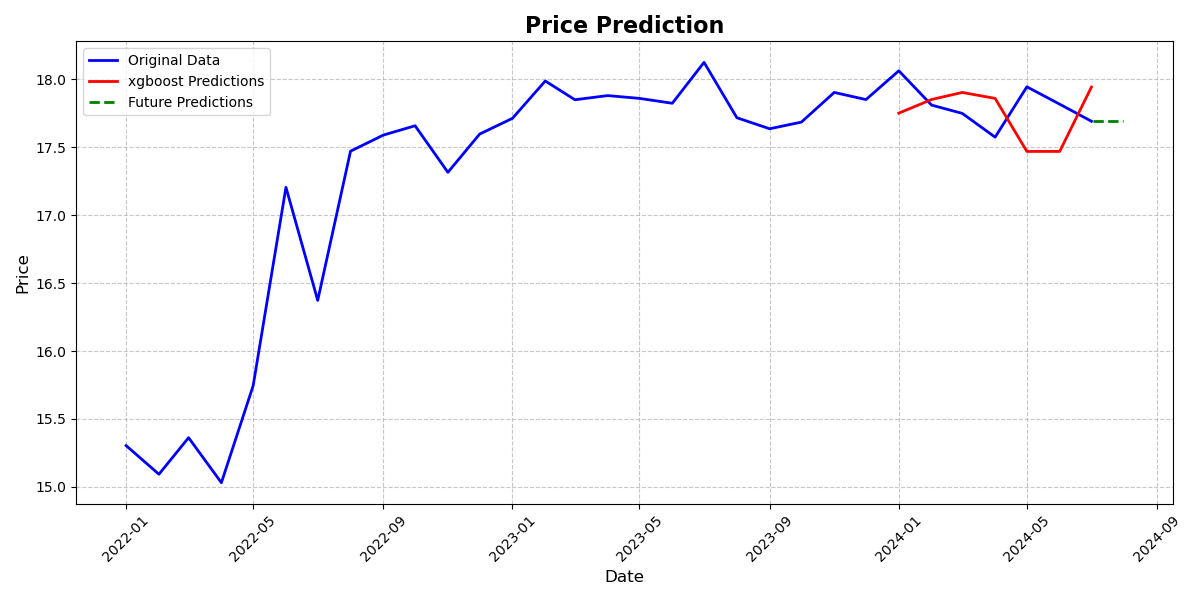 Price Prediction
Original Data
xgboost Predictions
Future Predictions
Price
18.0
17.5
17.0
16.5
16.0
15.5
15.0
2022-01
2022-05
2022-09
2023-01
2023-05
2023-09
2024-01
2024-05
2024-09
Date